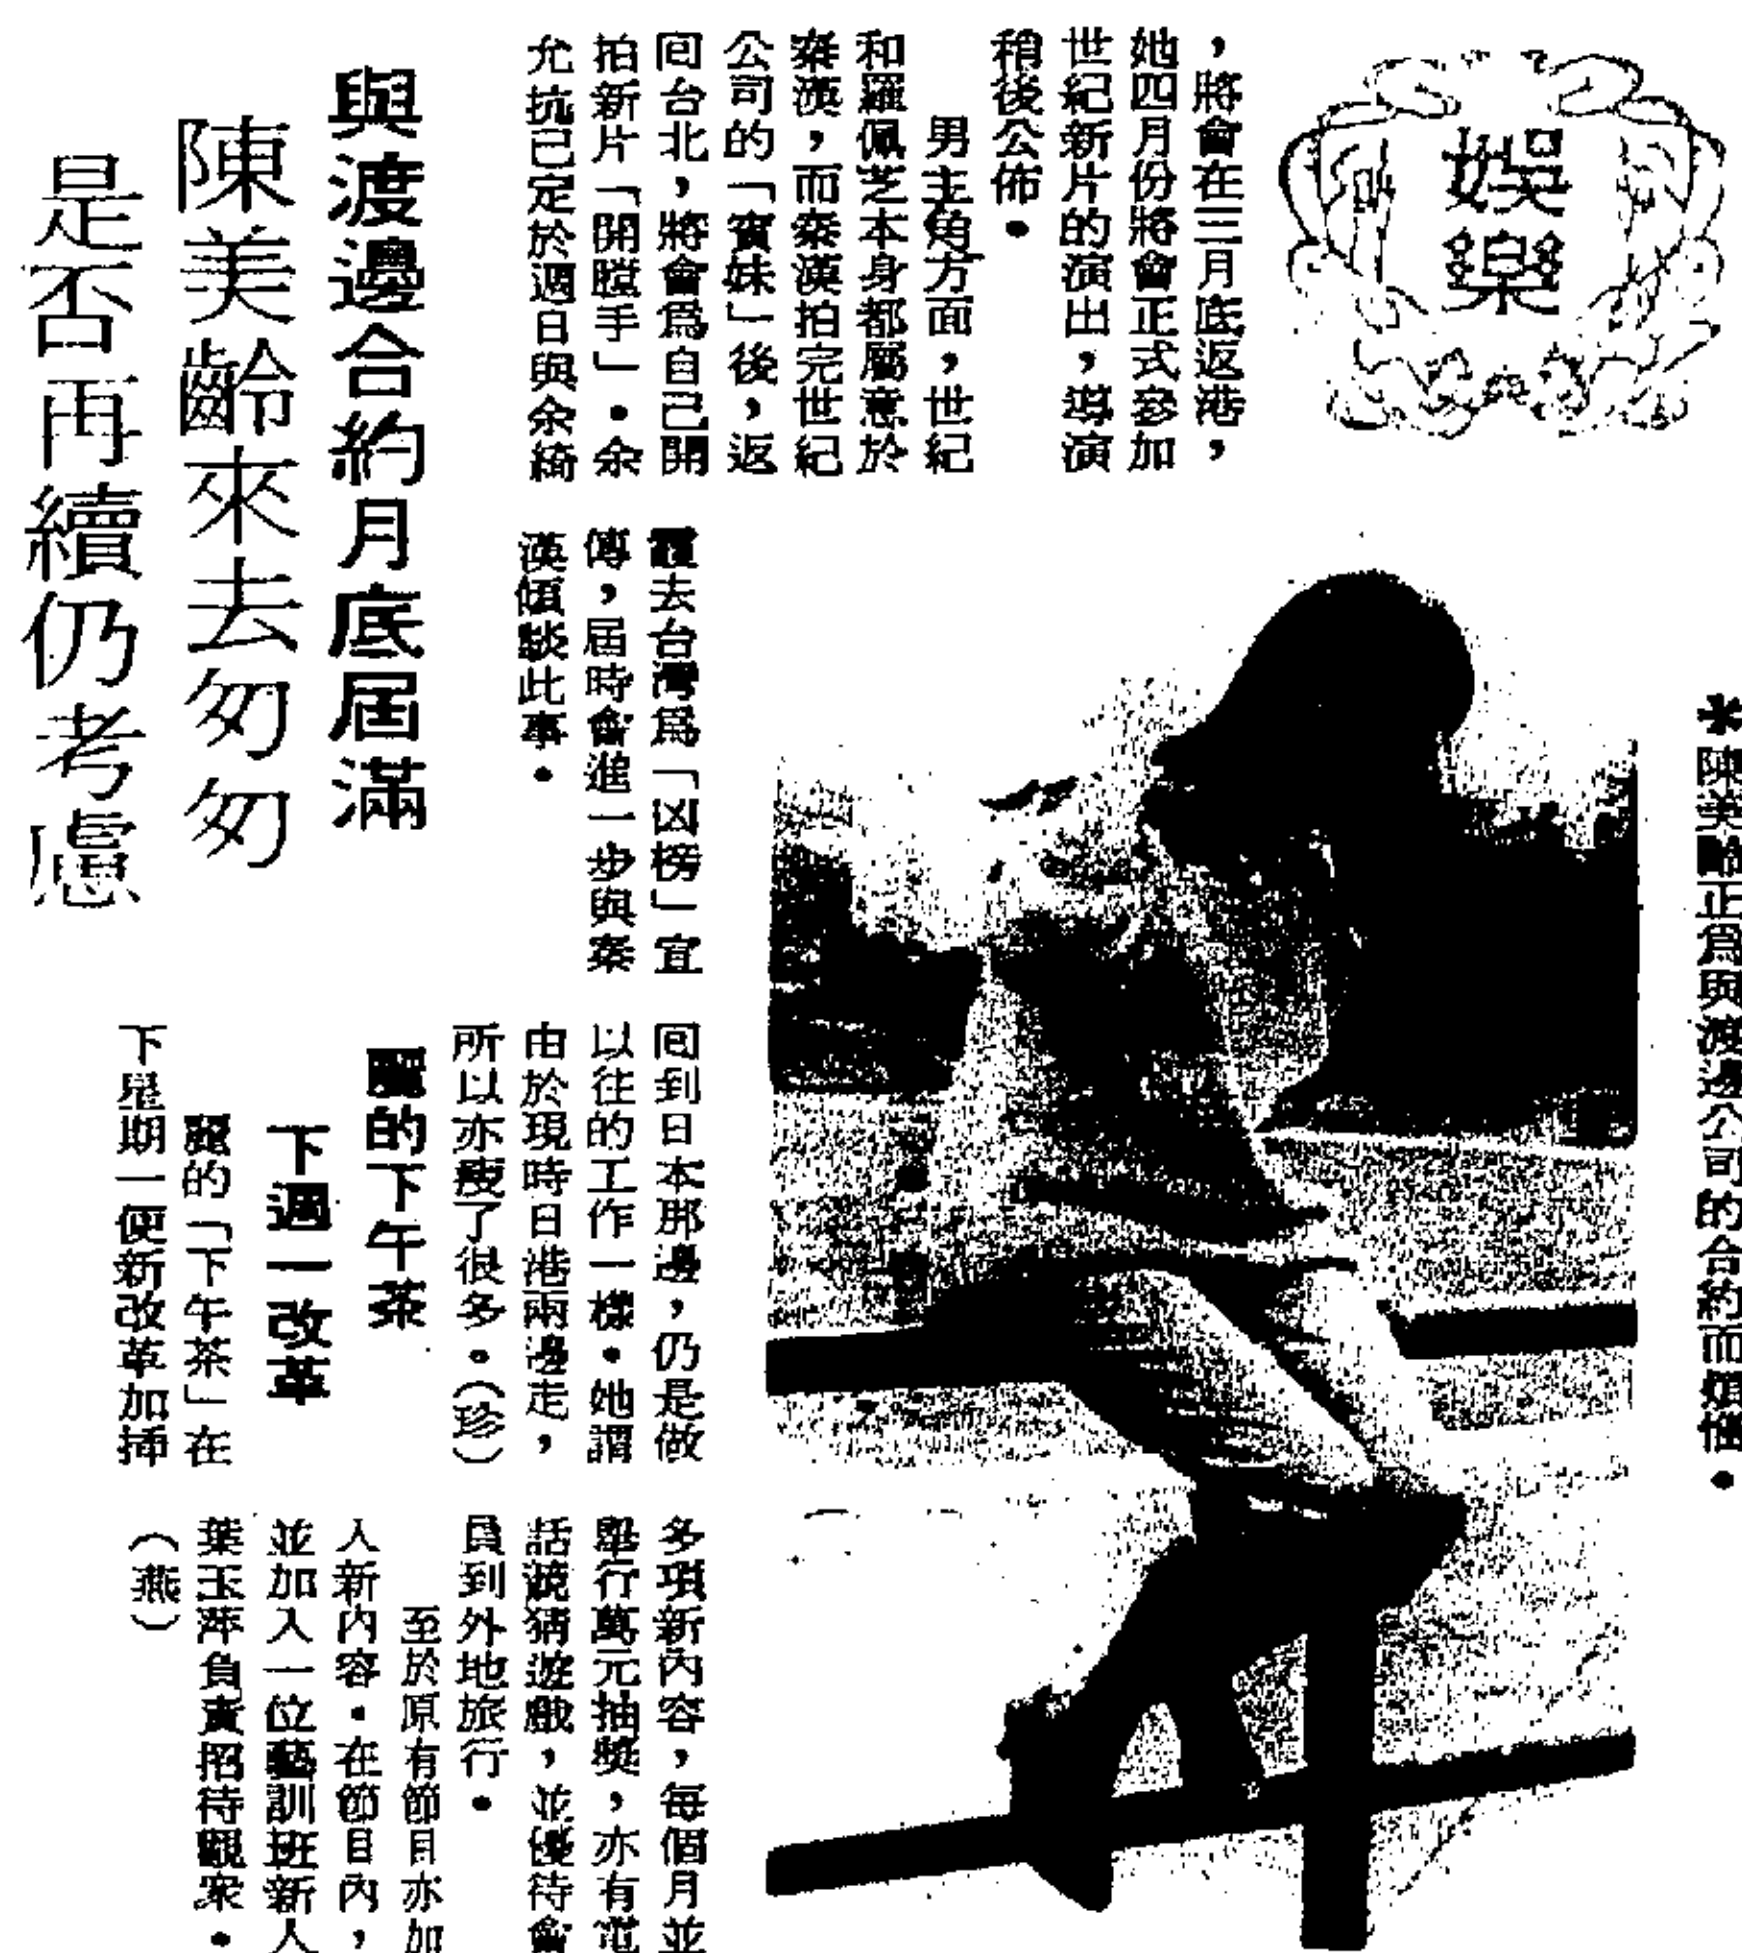 娛樂
，將會在三月底返港，
她四月份將會正式參加
世紀新片的演出，導演
稍後公佈。
男主角方面，世紀
和羅佩芝本身都屬意於
秦漢，而秦漢拍完世紀
公司的「賓妹」後，返
回台北，將會爲自己開
拍新片「開膛手」。余
允抗已定於週日與余綺
霞去台灣爲「凶榜」宣
傳，屆時會進一步與秦
漢傾談此事。
與渡邊合約月底屆滿
陳美齡來去匆匆
是否再續仍考慮
＊陳美齡正爲與渡邊公司的合約而煩惱。
回到日本那邊，仍是做
以往的工作一樣。她謂
由於現時日港兩邊走，
所以亦瘦了很多。（珍）
麗的下午茶
下週一改革
麗的「下午茶」在
下星期一便新改革加揷
多項新內容，每個月並
舉行萬元抽獎，亦有電
話競猜遊戲，並優待會
員到外地旅行。
至於原有節目亦加
入新內容。在節目內，
並加入一位藝訓班新人
葉玉萍負責招待觀衆。
（燕）